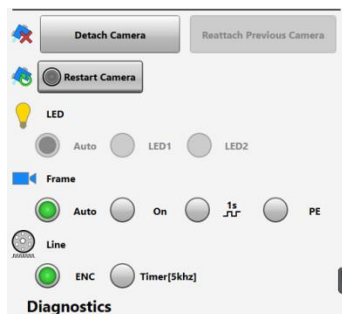 Detach Camera Reattach Previous Camera
Restart Camera
LED
Auto LED1 LED2
Frame
Auto On 1s PE
Line
ENC Timer[5khz]
Diagnostics